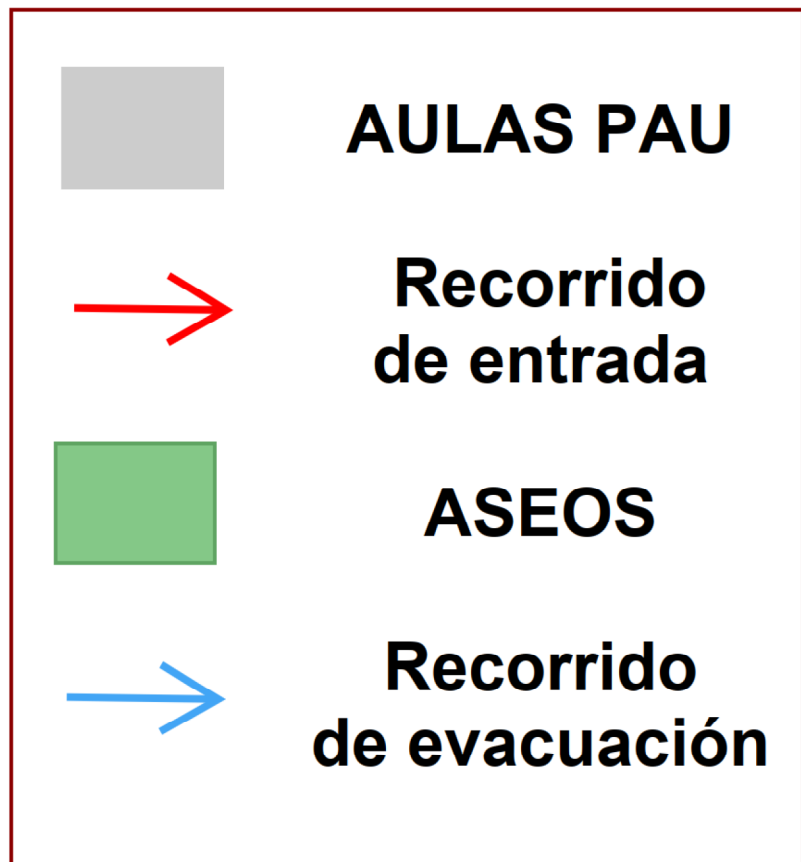 AULAS PAU
Recorrido
de entrada
ASEOS
Recorrido
de evacuación